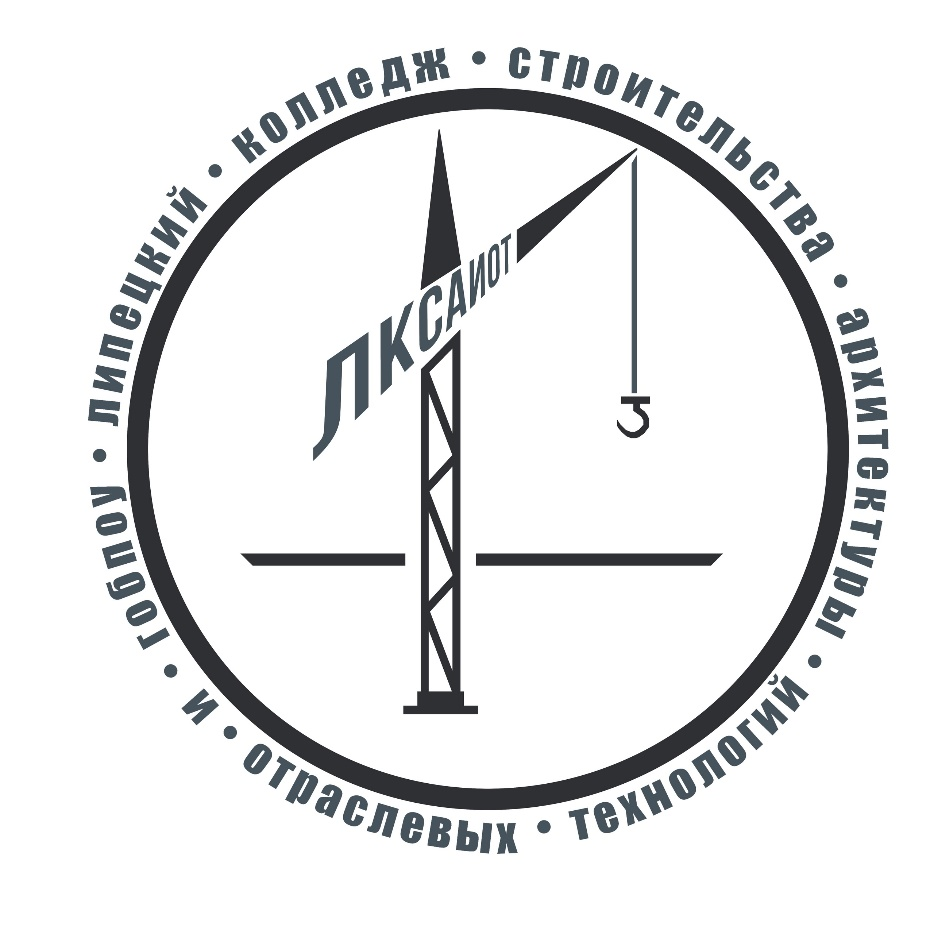 гобпоу • липецкий • колледж • строительства • архитектуры • и • отраслевых • технологий
ЛКСАИОТ